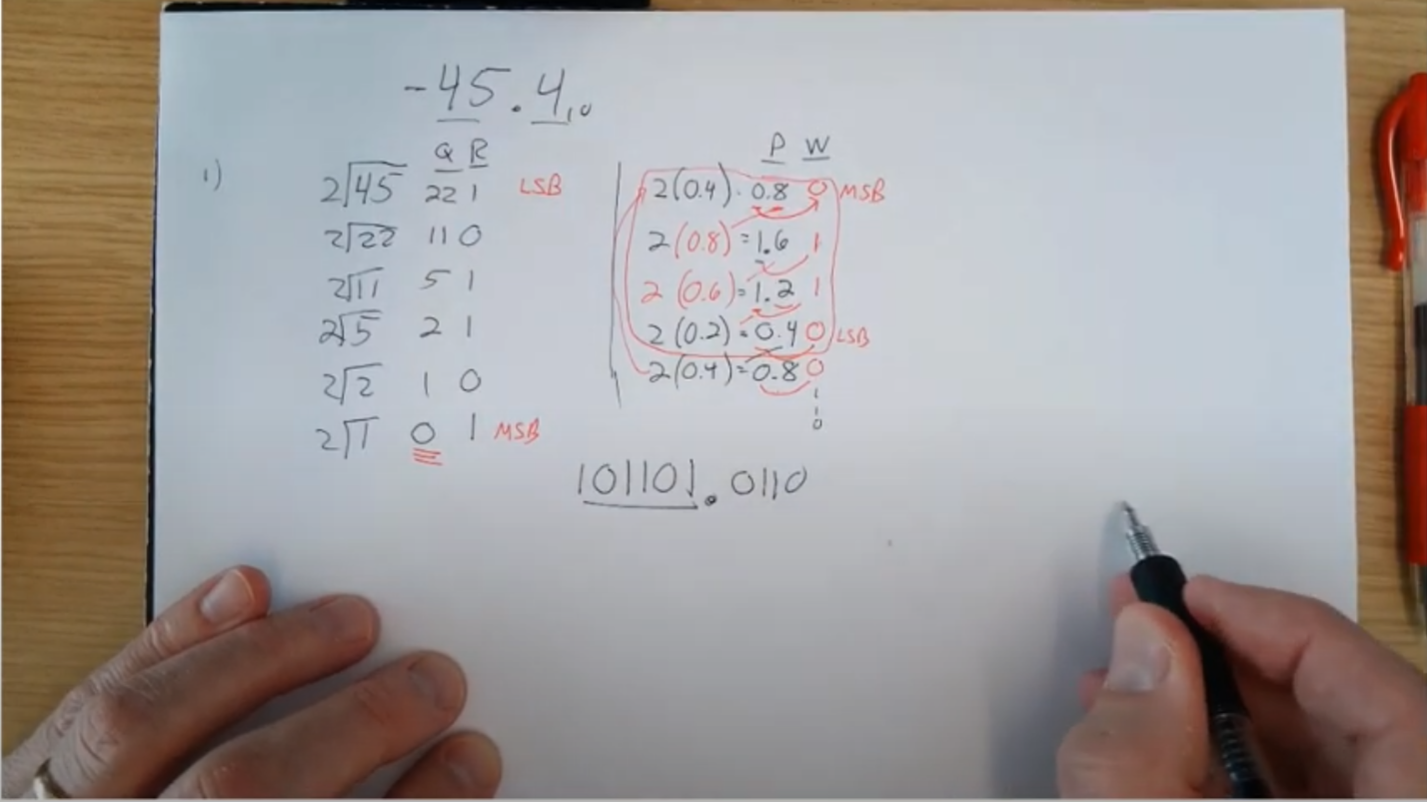 -45.4₁₀
1)
Q R
2√45 22 1 LSB
2√22 11 0
2√11 5 1
2√5 2 1
2√2 1 0
2√1 0 1 MSB
P W
2(0.4) = 0.8 0 MSB
2(0.8) = 1.6 1
2(0.6) = 1.2 1
2(0.2) = 0.4 0 LSB
2(0.4) = 0.8 0
1
1
0
101101.0110